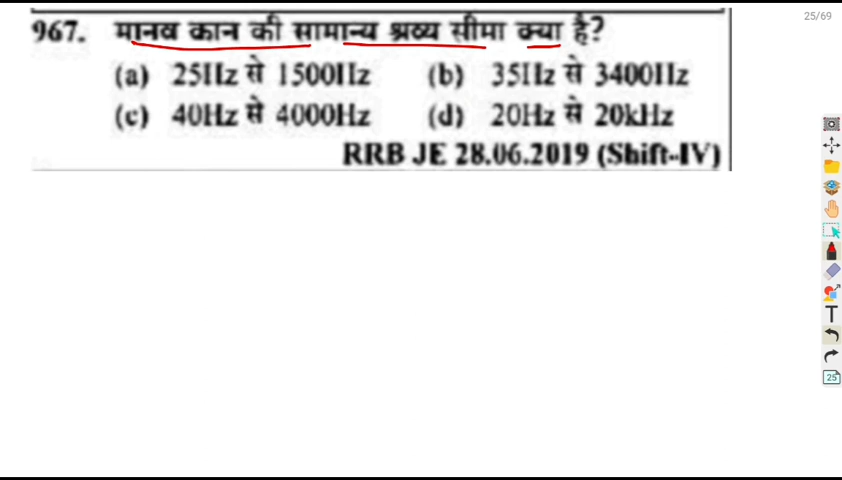 25/69
967. मानव कान की सामान्य श्रव्य सीमा क्या है?
(a) 25Hz से 1500Hz (b) 35Hz से 3400Hz
(c) 40Hz से 4000Hz (d) 20Hz से 20kHz
RRB JE 28.06.2019 (Shift-IV)
T
25